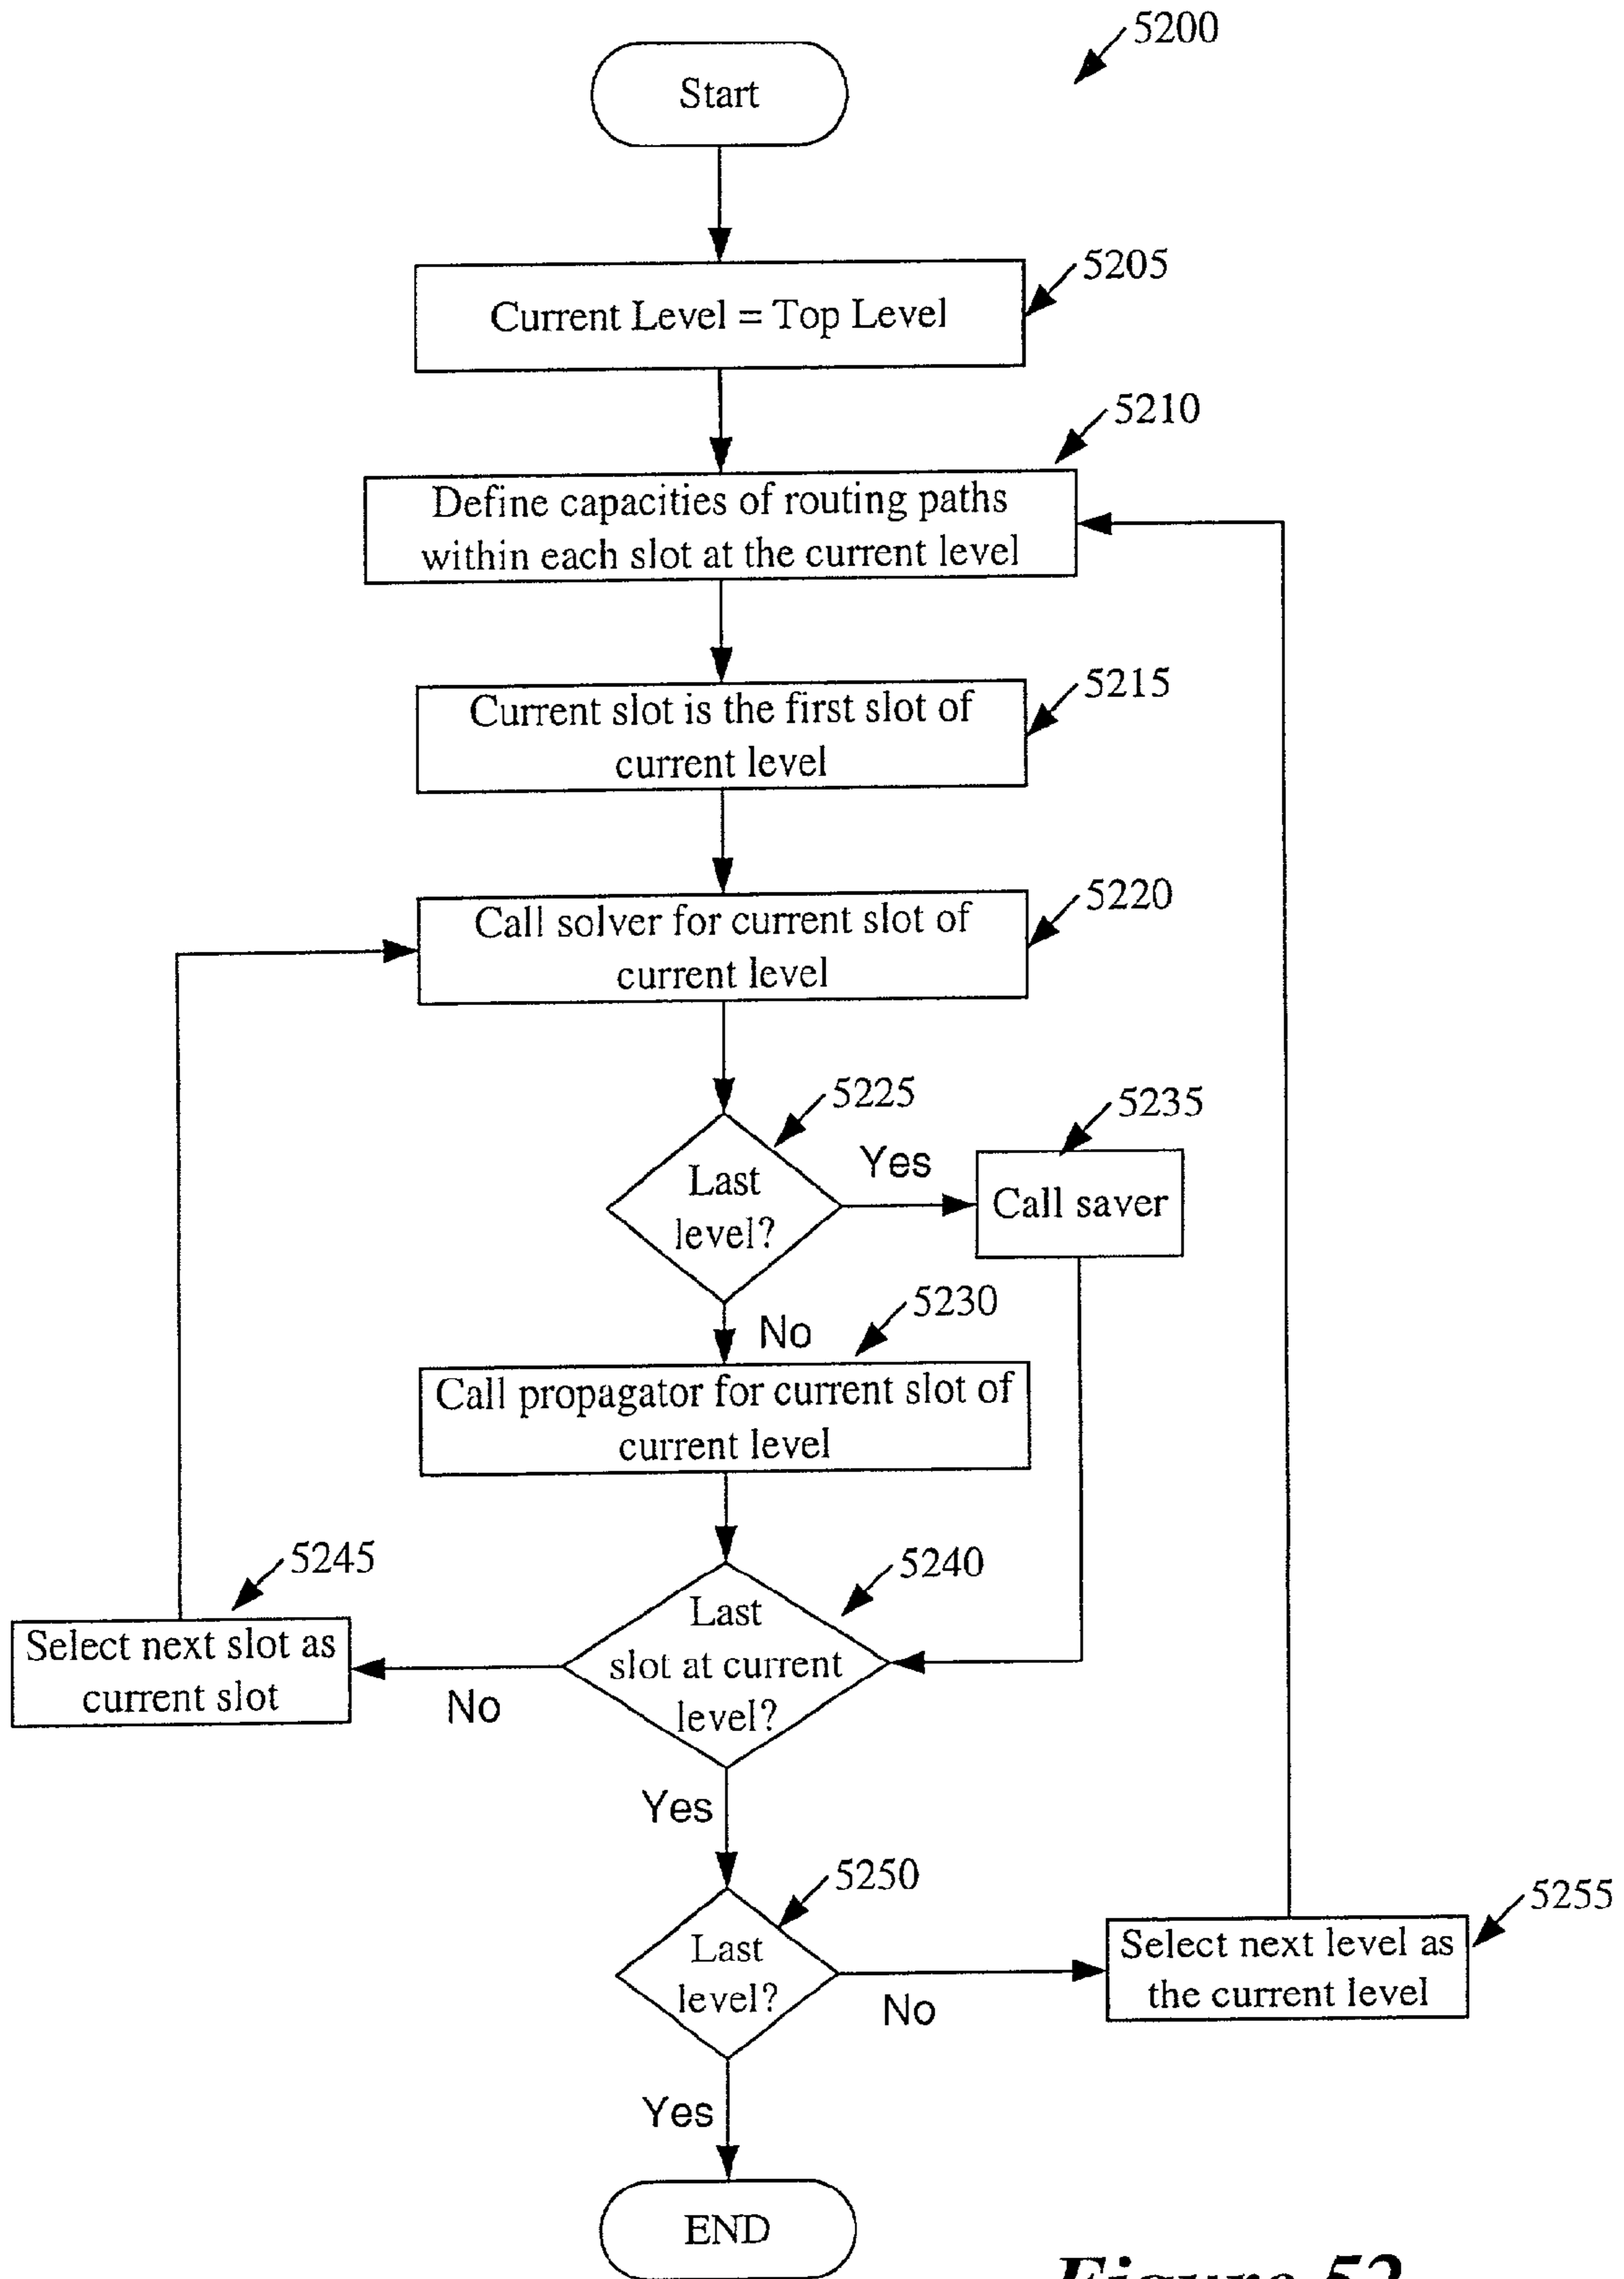 5200
Start
5205
Current Level = Top Level
5210
Define capacities of routing paths
within each slot at the current level
5215
Current slot is the first slot of
current level
5220
Call solver for current slot of
current level
5225
Last
level?
Yes
5235
Call saver
No
5230
Call propagator for current slot of
current level
5240
Last
slot at current
level?
5245
Select next slot as
current slot
No
Yes
5250
Last
level?
No
5255
Select next level as
the current level
Yes
END
Figure 52